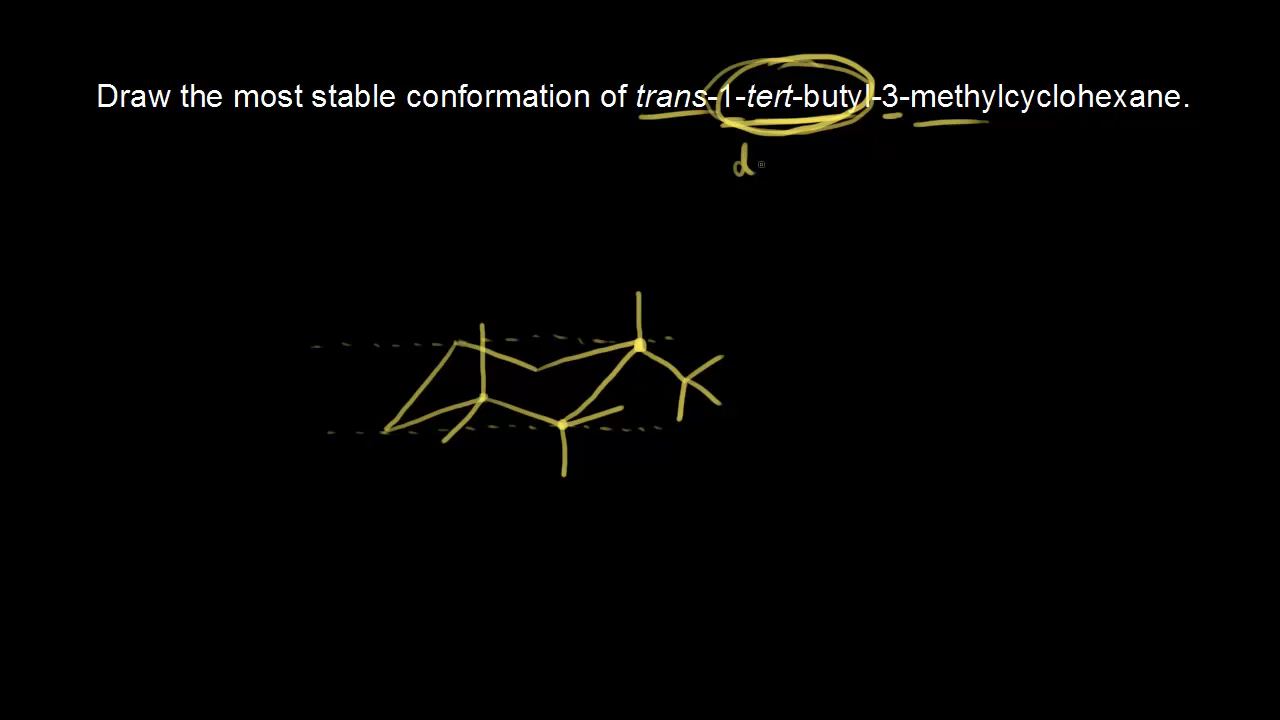 Draw the most stable conformation of trans-1-tert-butyl-3-methylcyclohexane.
d